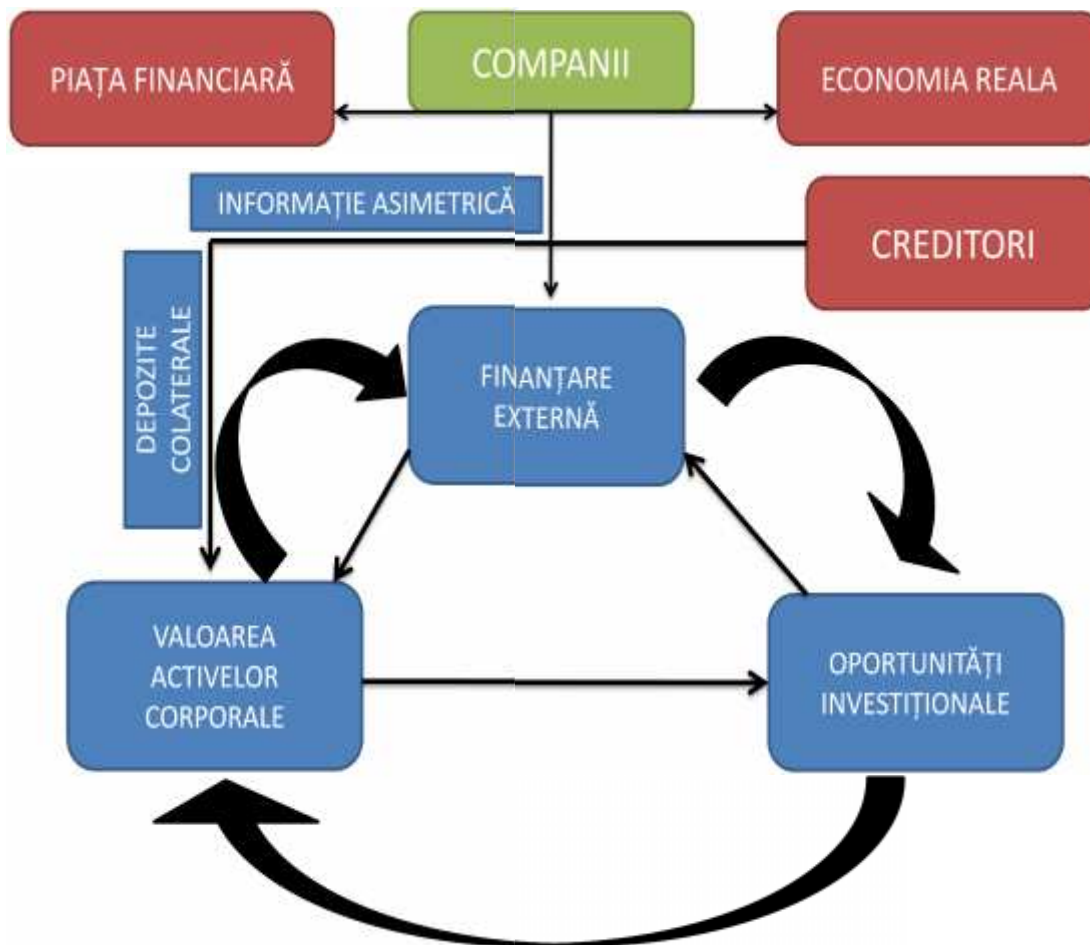 PIAȚA FINANCIARĂ
COMPANII
ECONOMIA REALA
INFORMAȚIE ASIMETRICĂ
CREDITORI
DEPOZITE
COLATERALE
FINANȚARE
EXTERNĂ
VALOAREA
ACTIVELOR
CORPORALE
OPORTUNITĂȚI
INVESTIȚIONALE